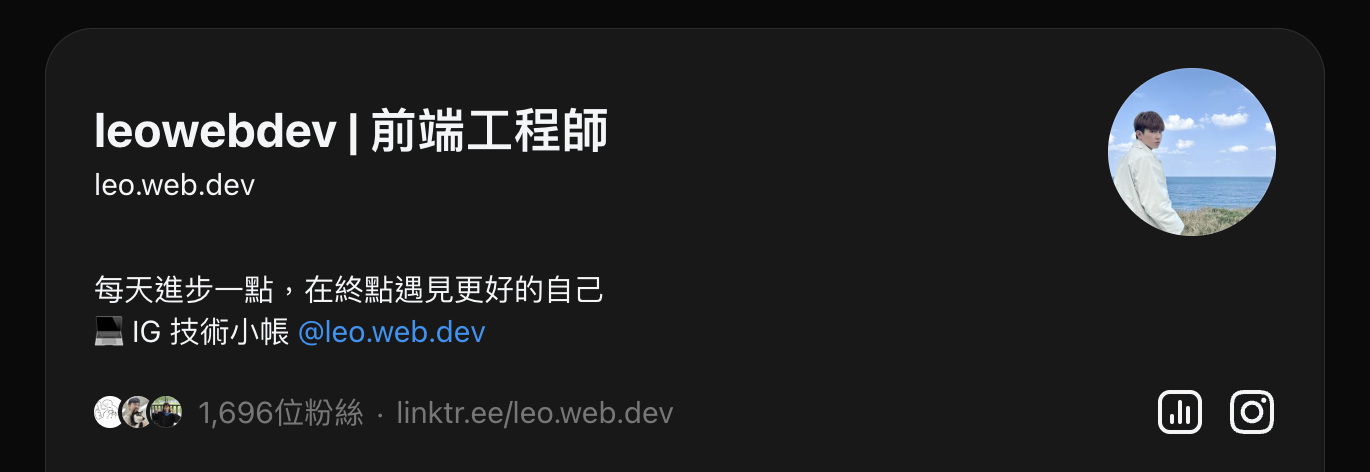 leowebdev | 前端工程師
leo.web.dev
每天進步一點，在終點遇見更好的自己
💻 IG 技術小帳 @leo.web.dev
1,696位粉絲 · linktr.ee/leo.web.dev